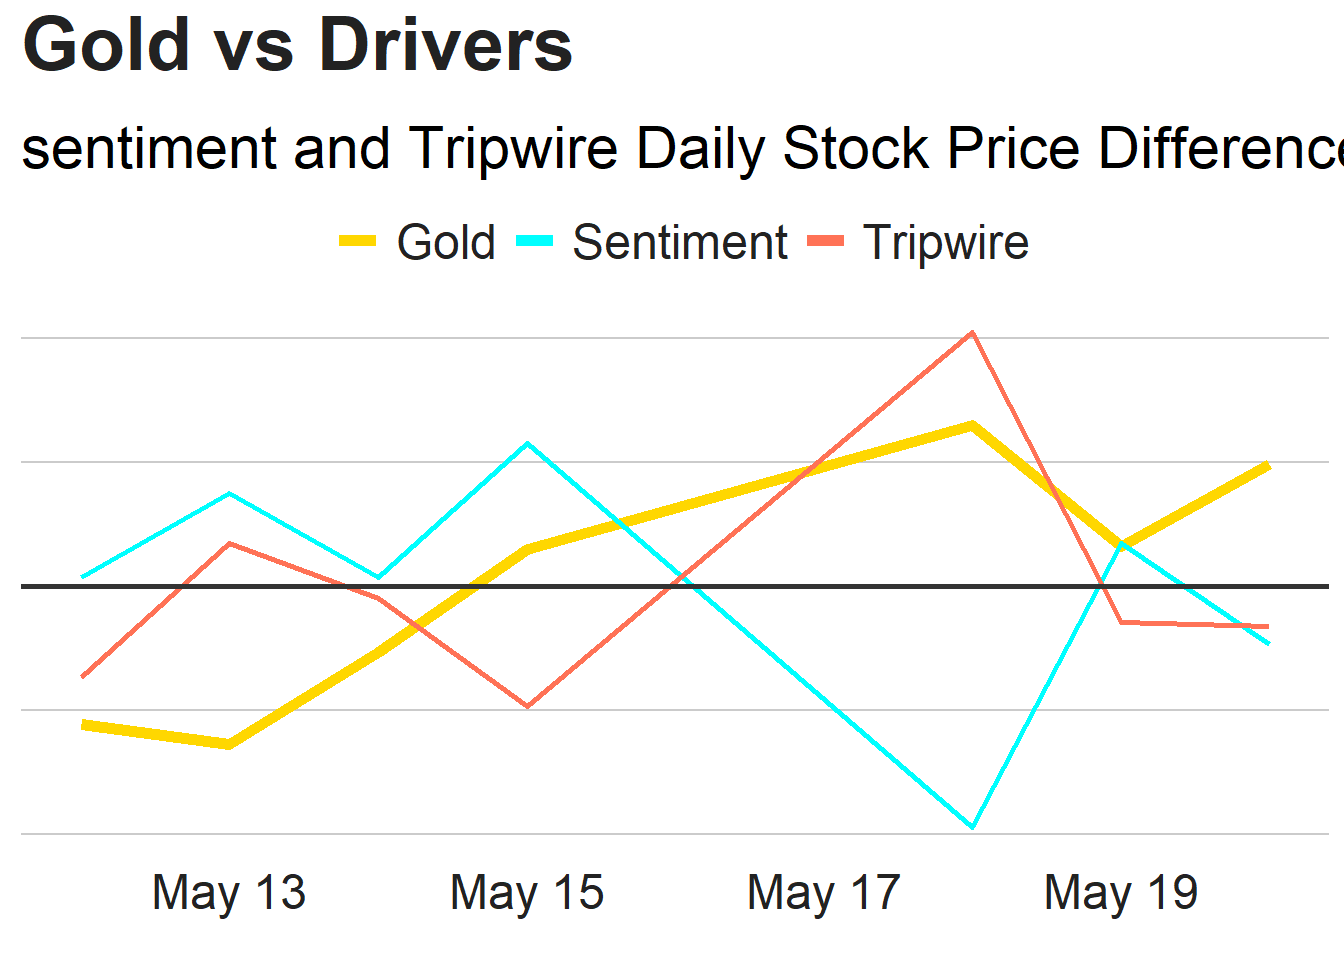 Gold vs Drivers
sentiment and Tripwire Daily Stock Price Difference
Gold Sentiment Tripwire
May 13 May 15 May 17 May 19